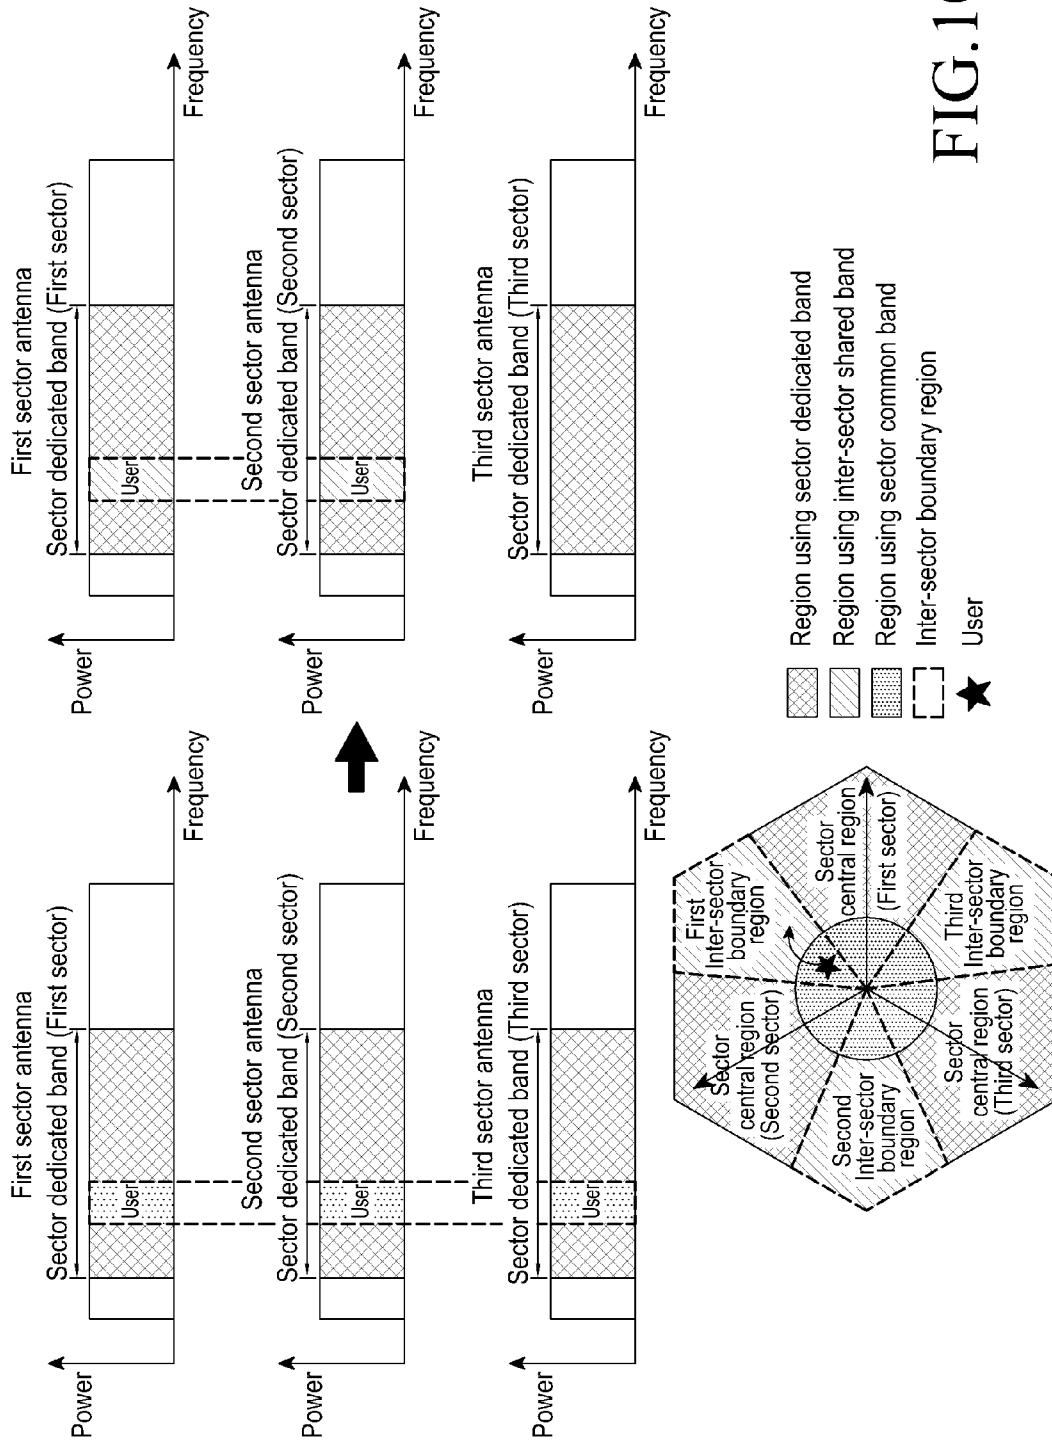 First sector antenna
Sector dedicated band (First sector)
Power
User
Frequency
Second sector antenna
Sector dedicated band (Second sector)
Power
User
Frequency
Third sector antenna
Sector dedicated band (Third sector)
Power
User
Frequency
First sector antenna
Sector dedicated band (First sector)
Power
User
Frequency
Second sector antenna
Sector dedicated band (Second sector)
Power
User
Frequency
Third sector antenna
Sector dedicated band (Third sector)
Power
Frequency
First
Inter-sector
boundary
region
Sector
central region
(Second sector)
Sector
central region
(First sector)
Second
Inter-sector
boundary
region
Third
Inter-sector
boundary
region
Sector
central region
(Third sector)
Region using sector dedicated band
Region using inter-sector shared band
Region using sector common band
Inter-sector boundary region
User
FIG.1